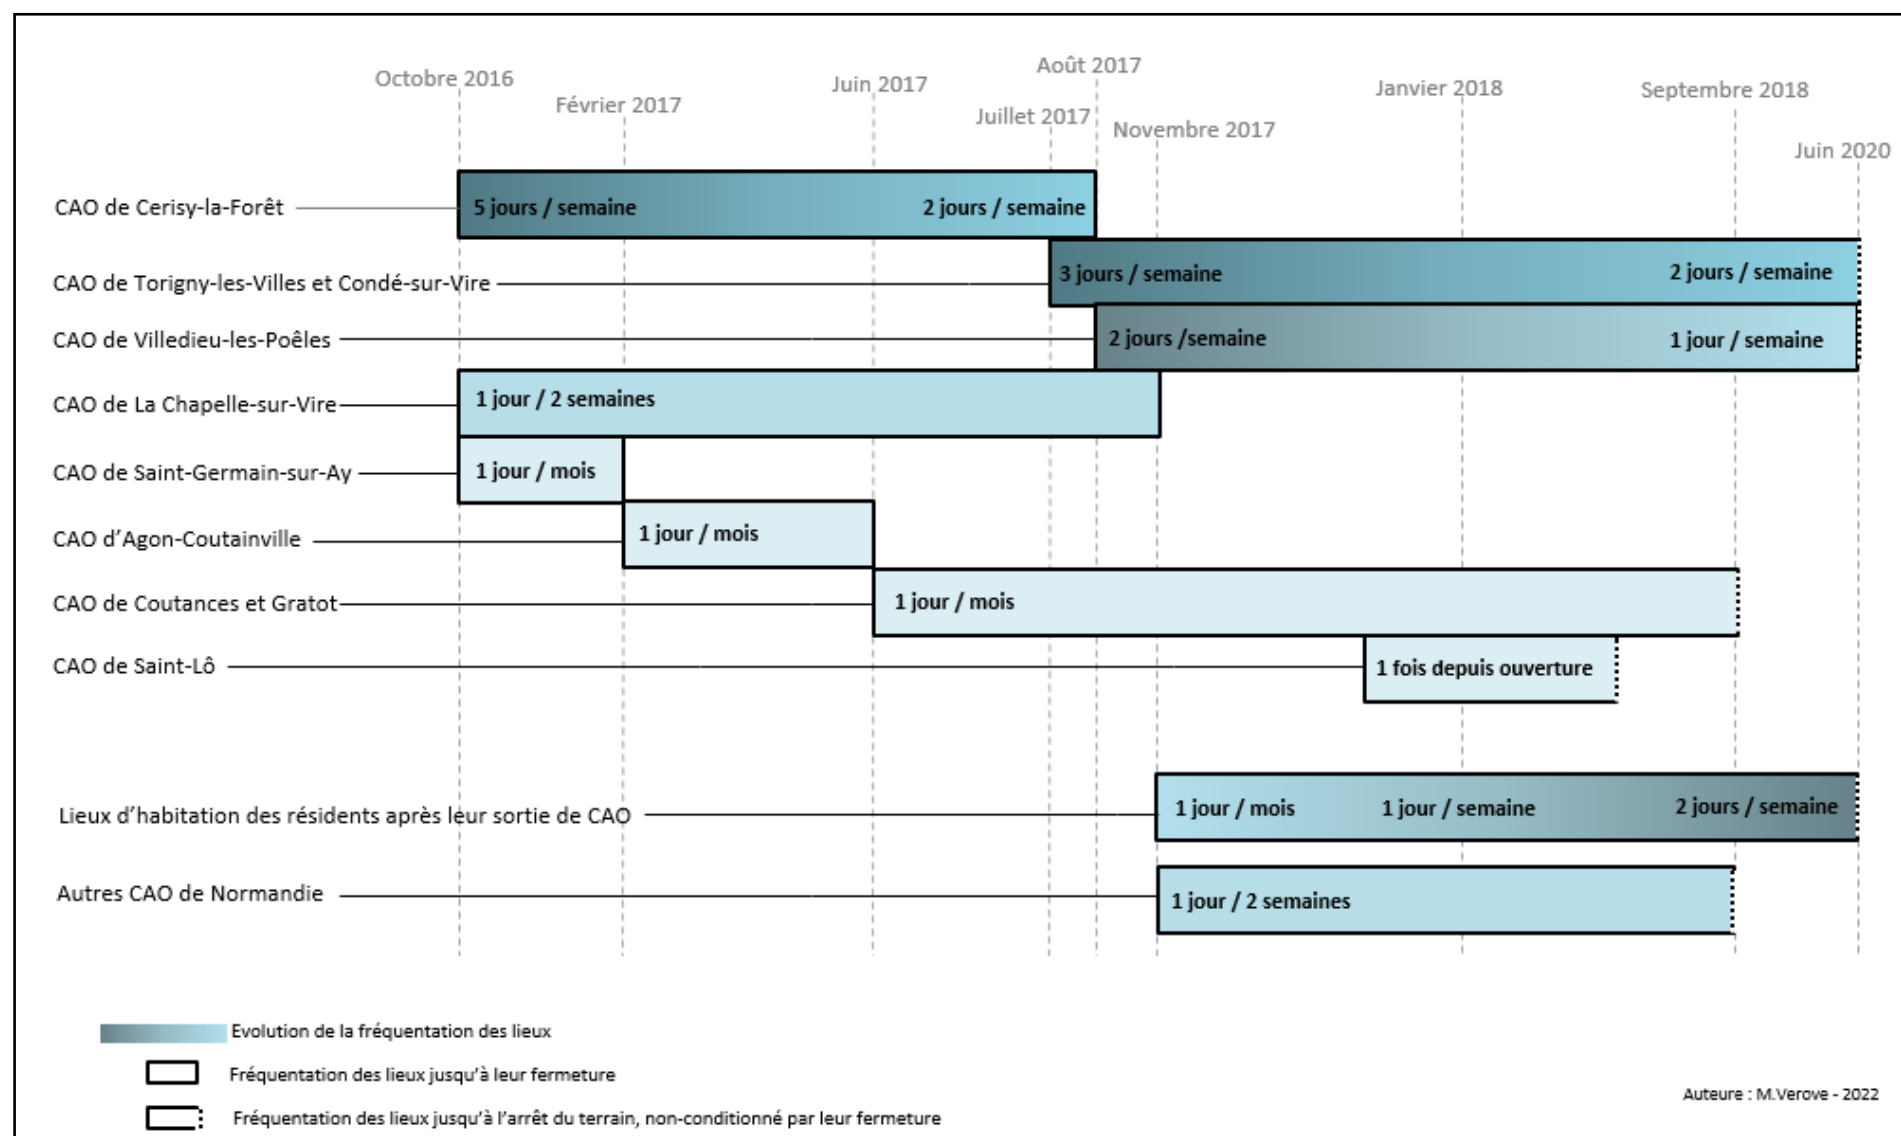 Octobre 2016
Février 2017
Juin 2017
Juillet 2017
Août 2017
Novembre 2017
Janvier 2018
Septembre 2018
Juin 2020
CAO de Cerisy-la-Forêt
5 jours / semaine
2 jours / semaine
CAO de Torigny-les-Villes et Condé-sur-Vire
3 jours / semaine
2 jours / semaine
CAO de Villedieu-les-Poêles
2 jours /semaine
1 jour / semaine
CAO de La Chapelle-sur-Vire
1 jour / 2 semaines
CAO de Saint-Germain-sur-Ay
1 jour / mois
CAO d’Agon-Coutainville
1 jour / mois
CAO de Coutances et Gratot
1 jour / mois
CAO de Saint-Lô
1 fois depuis ouverture
Lieux d’habitation des résidents après leur sortie de CAO
1 jour / mois
1 jour / semaine
2 jours / semaine
Autres CAO de Normandie
1 jour / 2 semaines
Evolution de la fréquentation des lieux
Fréquentation des lieux jusqu’à leur fermeture
Fréquentation des lieux jusqu’à l’arrêt du terrain, non-conditionné par leur fermeture
Auteure : M.Verove - 2022